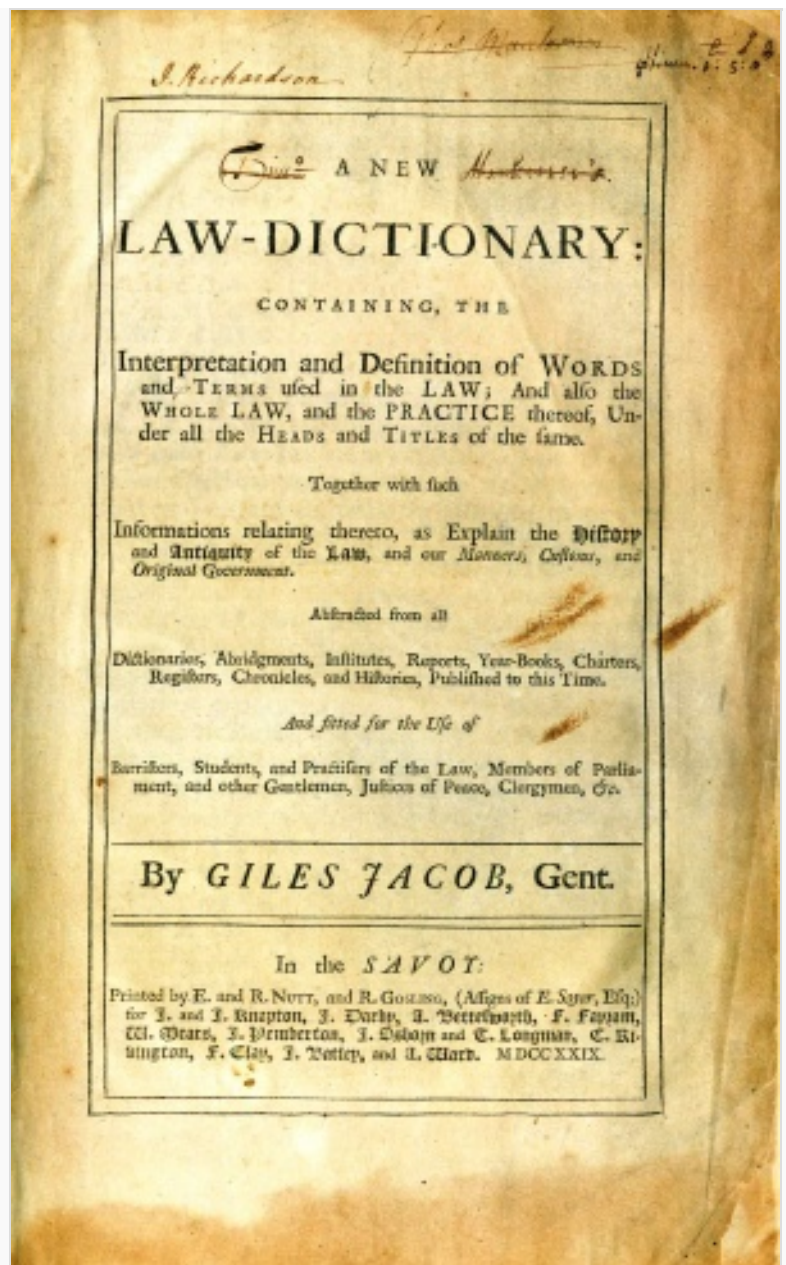 J. Richardson
A NEW
LAW-DICTIONARY:
CONTAINING, THE
Interpretation and Definition of WORDS
and TERMS uſed in the LAW; And alſo the
WHOLE LAW, and the PRACTICE thereof, Un-
der all the HEADS and TITLES of the ſame.
Together with ſuch
Informations relating thereto, as Explain the Hiſtory
and Antiquity of the Law, and our Manners, Cuſtoms, and
Original Government.
Abſtracted from all
Dictionaries, Abridgments, Inſtitutes, Reports, Year-Books, Charters,
Regiſters, Chronicles, and Hiſtories, Publiſhed to this Time.
And fitted for the Uſe of
Barriſters, Students, and Practiſers of the Law, Members of Parlia-
ment, and other Gentlemen, Juſtices of Peace, Clergymen, &c.
By GILES JACOB, Gent.
In the SAVOY:
Printed by E. and R. NUTT, and R. GOSLING, (Aſſigns of E. Sayer, Eſq;)
for J. and J. Knapton, J. Darby, A. Betteſworth, F. Fayram,
W. Mears, J. Pemberton, J. Osborn and T. Longman, C. Ri-
vington, F. Clay, J. Batley, and A. Ward. MDCCXXIX.